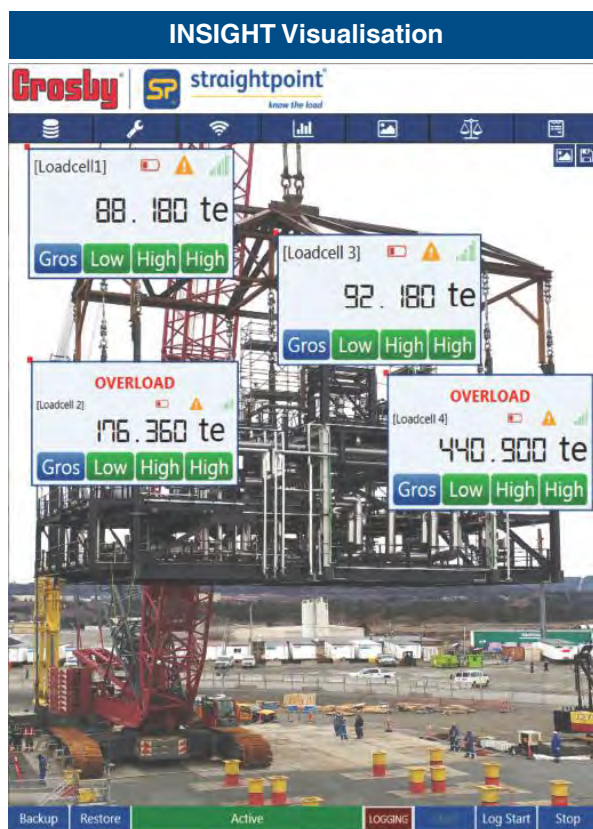 INSIGHT Visualisation
Crosby
SP
straightpoint
know the load
[Loadcell1]
88.180 te
Gros Low High High
[Loadcell 3]
92.180 te
Gros Low High High
OVERLOAD
[Loadcell 2]
176.360 te
Gros Low High High
OVERLOAD
[Loadcell 4]
440.900 te
Gros Low High High
Backup Restore Active LOGGING Log Start Stop